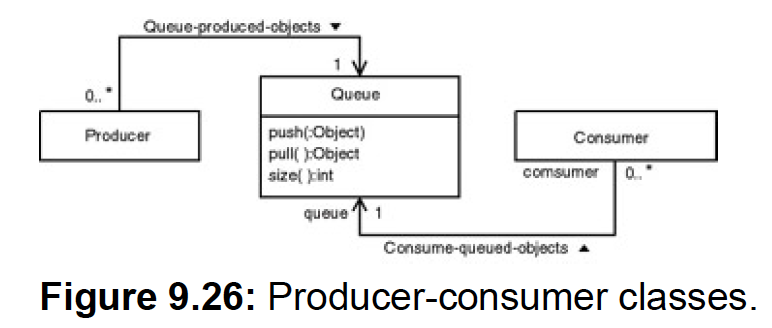 Queue-produced-objects ▼
1
0..*
Queue
Producer
Consumer
push(:Object)
pull( ):Object
size( ):int
comsumer 0..*
queue 1
Consume-queued-objects ▲
Figure 9.26: Producer-consumer classes.